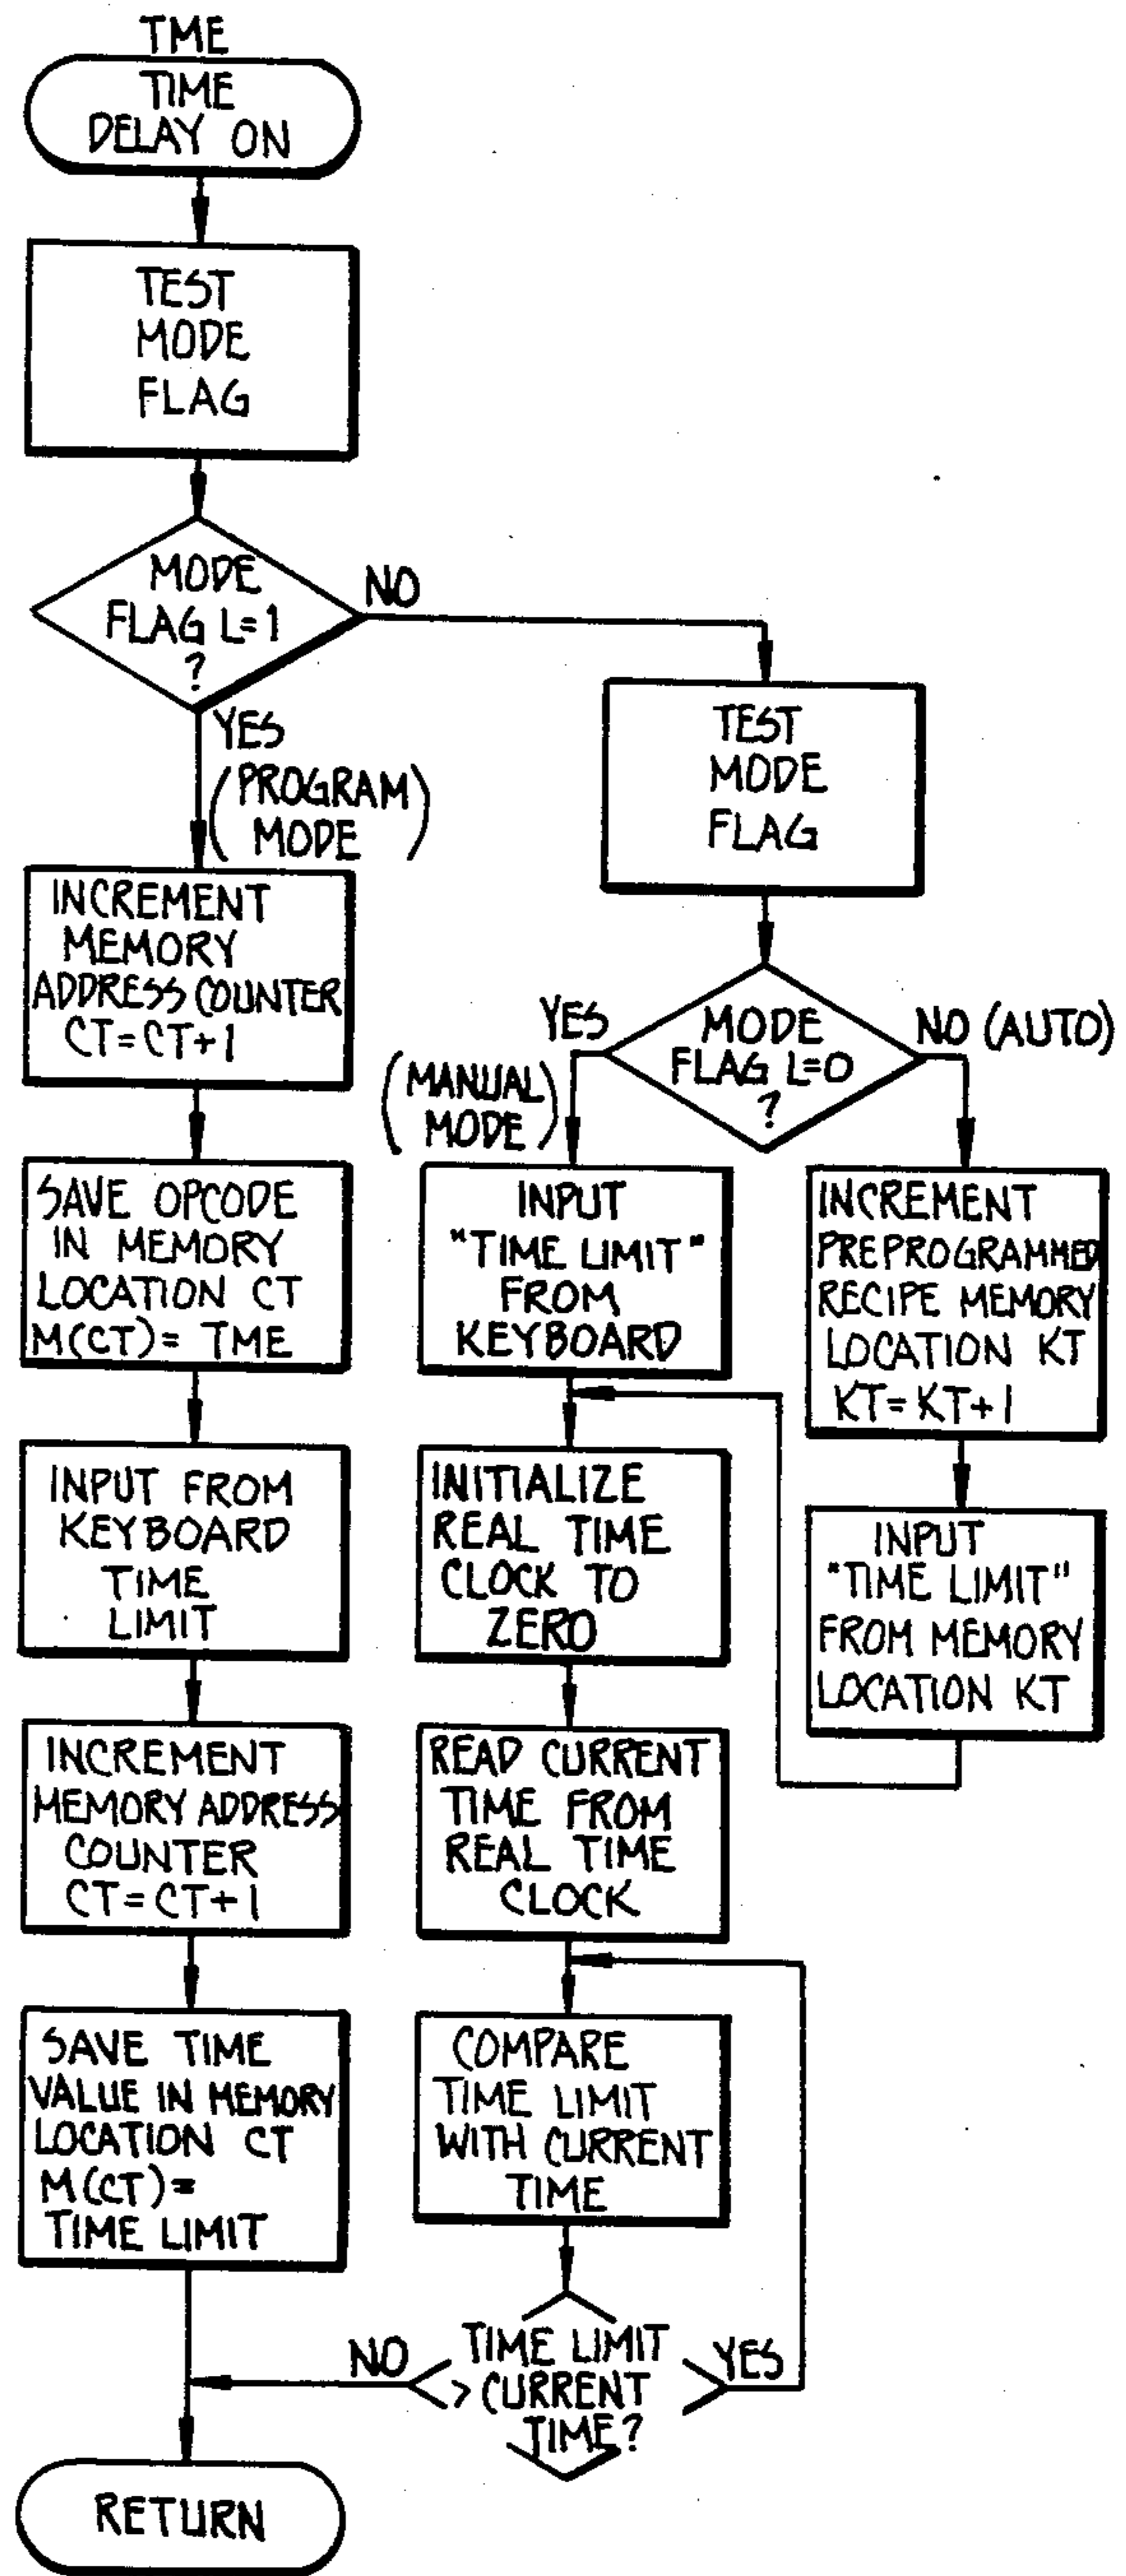 TME
TIME
DELAY ON
TEST
MODE
FLAG
MODE
FLAG L=1
?
NO
YES
(PROGRAM
MODE)
INCREMENT
MEMORY
ADDRESS COUNTER
CT=CT+1
SAVE OPCODE
IN MEMORY
LOCATION CT
M(CT)= TME
INPUT FROM
KEYBOARD
TIME
LIMIT
INCREMENT
MEMORY ADDRESS
COUNTER
CT=CT+1
SAVE TIME
VALUE IN MEMORY
LOCATION CT
M(CT)=
TIME LIMIT
RETURN
TEST
MODE
FLAG
MODE
FLAG L=0
?
YES
(MANUAL
MODE)
NO (AUTO)
INPUT
"TIME LIMIT"
FROM
KEYBOARD
INITIALIZE
REAL TIME
CLOCK TO
ZERO
READ CURRENT
TIME FROM
REAL TIME
CLOCK
COMPARE
TIME LIMIT
WITH CURRENT
TIME
TIME LIMIT
> CURRENT
TIME?
NO
YES
INCREMENT
PREPROGRAMMED
RECIPE MEMORY
LOCATION KT
KT=KT+1
INPUT
"TIME LIMIT"
FROM MEMORY
LOCATION KT